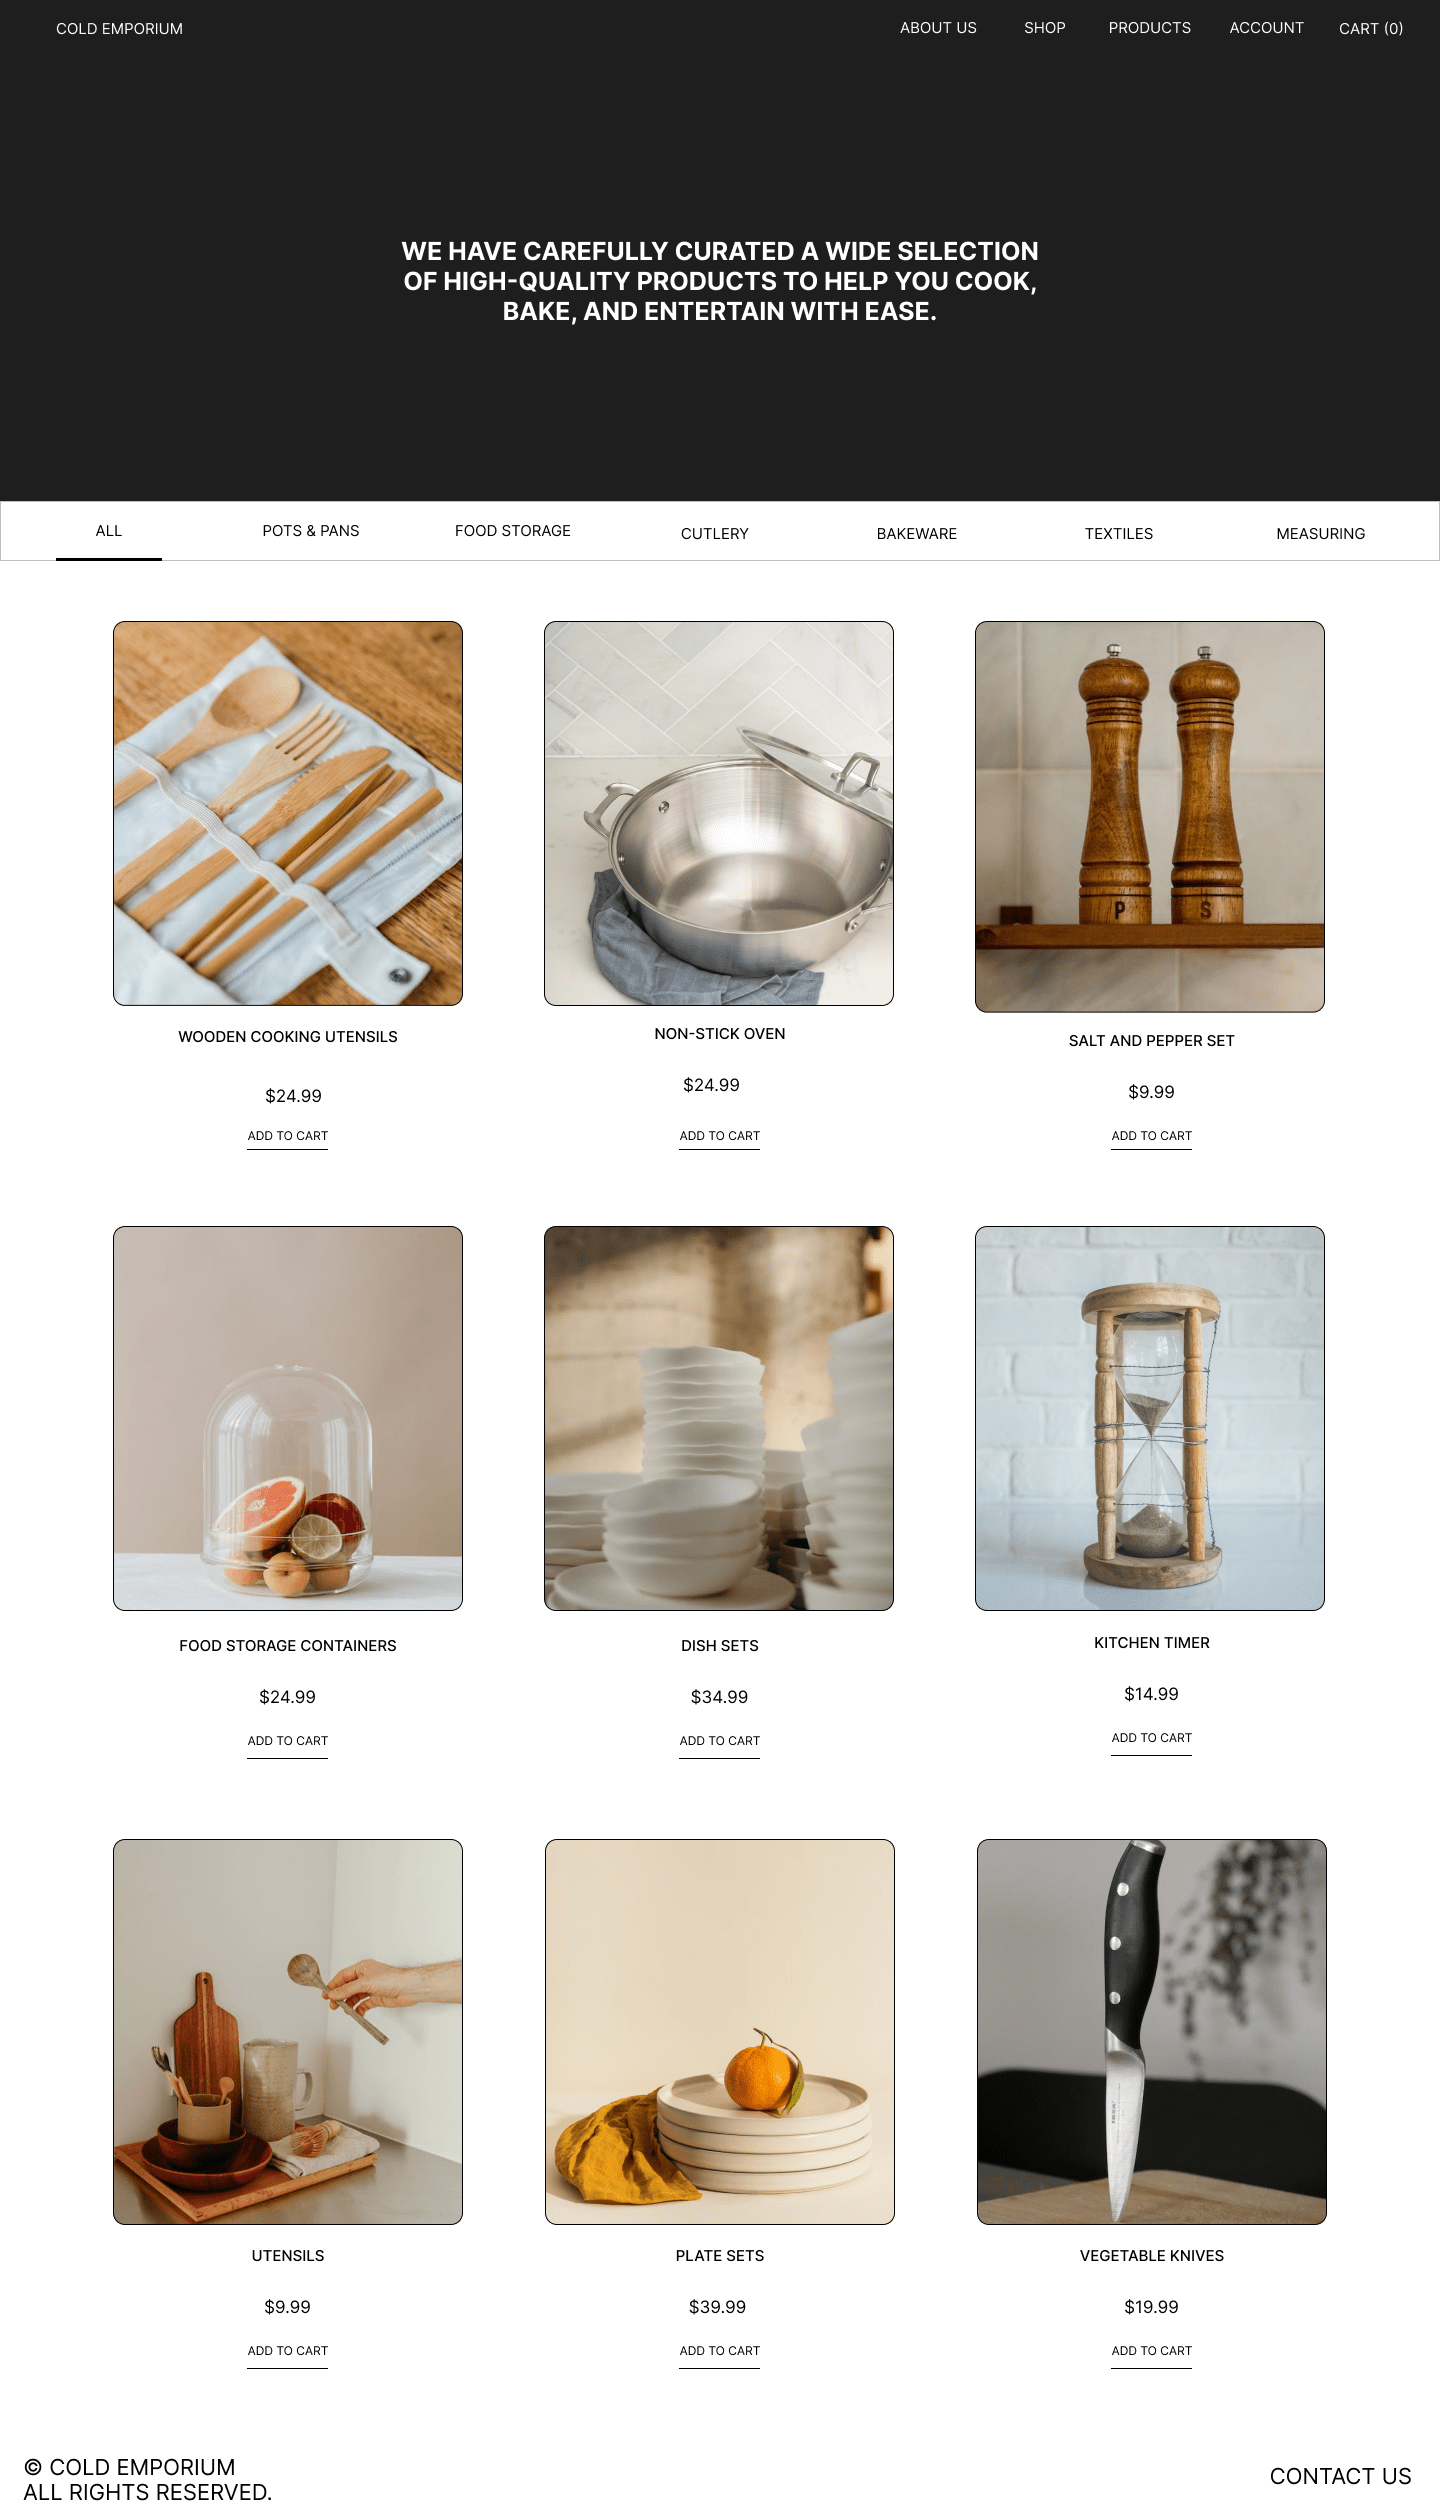 COLD EMPORIUM
ABOUT US
SHOP
PRODUCTS
ACCOUNT
CART (0)
WE HAVE CAREFULLY CURATED A WIDE SELECTION
OF HIGH-QUALITY PRODUCTS TO HELP YOU COOK,
BAKE, AND ENTERTAIN WITH EASE.
ALL
POTS & PANS
FOOD STORAGE
CUTLERY
BAKEWARE
TEXTILES
MEASURING
P
S
WOODEN COOKING UTENSILS
$24.99
ADD TO CART
NON-STICK OVEN
$24.99
ADD TO CART
SALT AND PEPPER SET
$9.99
ADD TO CART
FOOD STORAGE CONTAINERS
$24.99
ADD TO CART
DISH SETS
$34.99
ADD TO CART
KITCHEN TIMER
$14.99
ADD TO CART
UTENSILS
$9.99
ADD TO CART
PLATE SETS
$39.99
ADD TO CART
VEGETABLE KNIVES
$19.99
ADD TO CART
© COLD EMPORIUM
ALL RIGHTS RESERVED.
CONTACT US